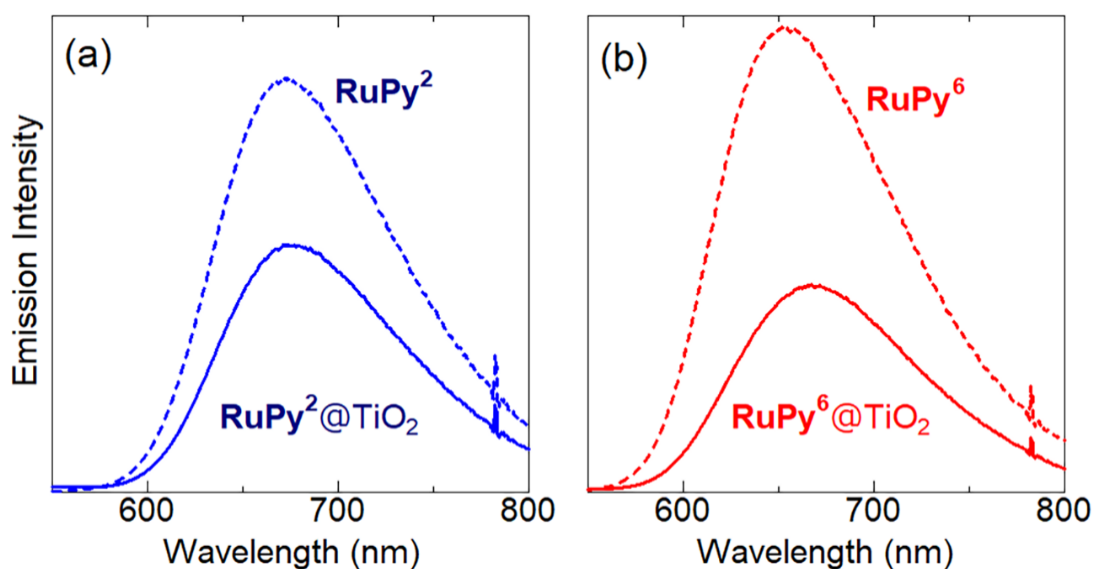 (a)
RuPy²
RuPy²@TiO₂
Emission Intensity
600 700 800
Wavelength (nm)
(b)
RuPy⁶
RuPy⁶@TiO₂
600 700 800
Wavelength (nm)